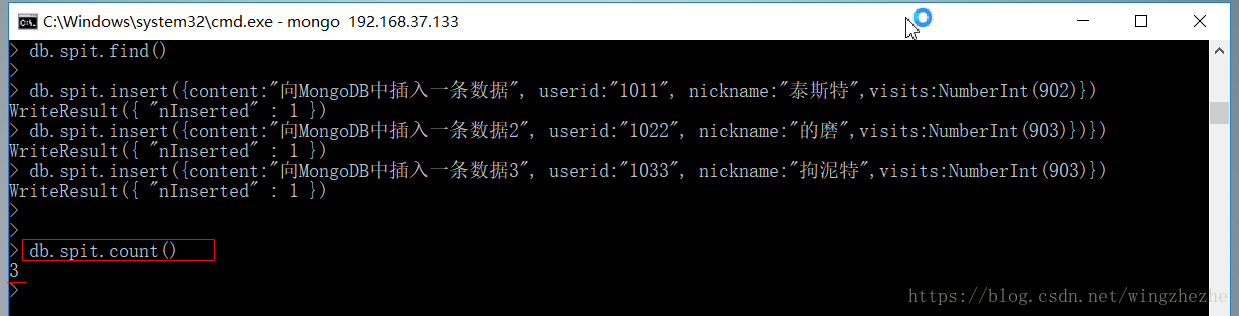 C:\Windows\system32\cmd.exe - mongo 192.168.37.133
> db.spit.find()
>
> db.spit.insert({content:"向MongoDB中插入一条数据", userid:"1011", nickname:"泰斯特",visits:NumberInt(902)})
WriteResult({ "nInserted" : 1 })
> db.spit.insert({content:"向MongoDB中插入一条数据2", userid:"1022", nickname:"的磨",visits:NumberInt(903)})})
WriteResult({ "nInserted" : 1 })
> db.spit.insert({content:"向MongoDB中插入一条数据3", userid:"1033", nickname:"拘泥特",visits:NumberInt(903)})
WriteResult({ "nInserted" : 1 })
>
>
> db.spit.count()
3
>
https://blog.csdn.net/wingzhezhe